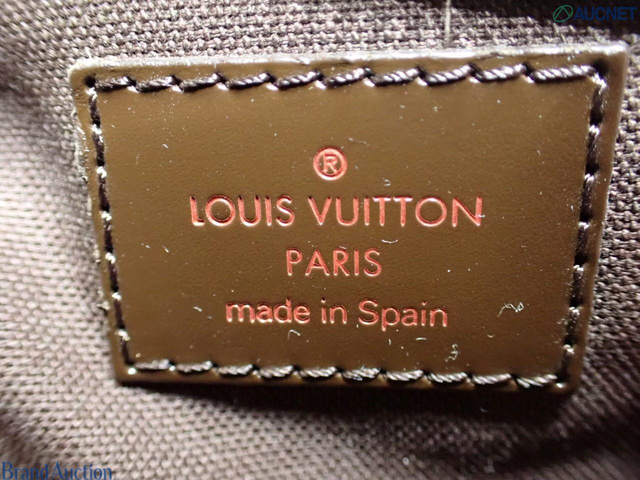 AUCNET
®
LOUIS VUITTON
PARIS
made in Spain
Brand Auction